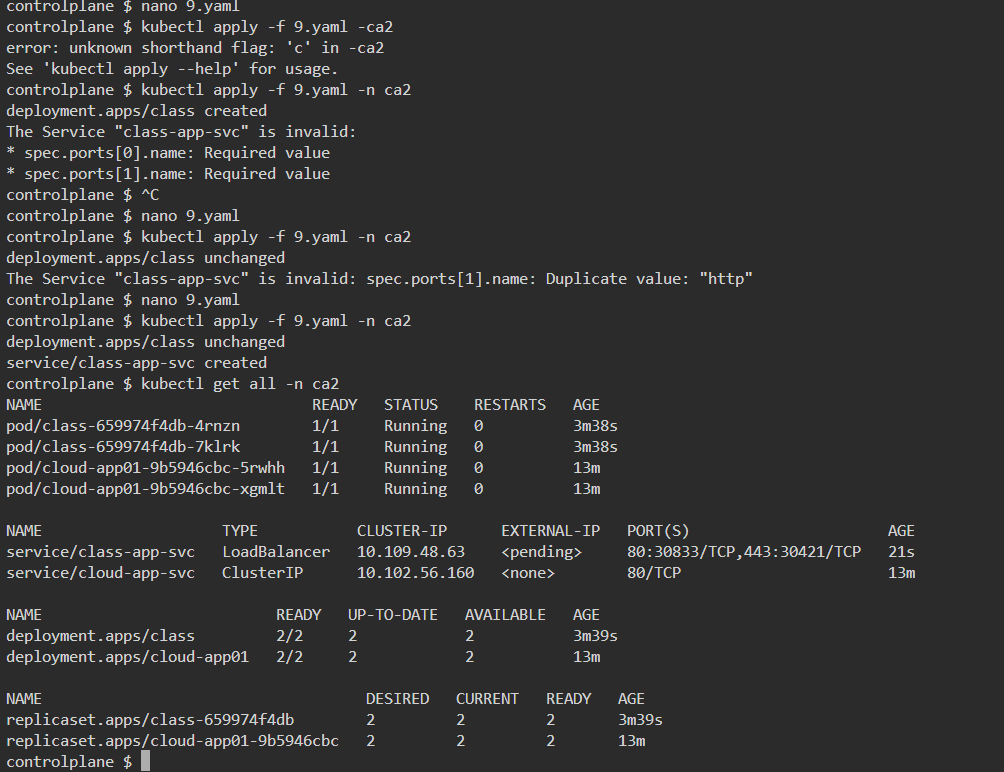 controlplane $ nano 9.yaml
controlplane $ kubectl apply -f 9.yaml -ca2
error: unknown shorthand flag: 'c' in -ca2
See 'kubectl apply --help' for usage.
controlplane $ kubectl apply -f 9.yaml -n ca2
deployment.apps/class created
The Service "class-app-svc" is invalid:
* spec.ports[0].name: Required value
* spec.ports[1].name: Required value
controlplane $ ^C
controlplane $ nano 9.yaml
controlplane $ kubectl apply -f 9.yaml -n ca2
deployment.apps/class unchanged
The Service "class-app-svc" is invalid: spec.ports[1].name: Duplicate value: "http"
controlplane $ nano 9.yaml
controlplane $ kubectl apply -f 9.yaml -n ca2
deployment.apps/class unchanged
service/class-app-svc created
controlplane $ kubectl get all -n ca2
NAME                              READY   STATUS    RESTARTS   AGE
pod/class-659974f4db-4rnzn        1/1     Running   0          3m38s
pod/class-659974f4db-7klrk        1/1     Running   0          3m38s
pod/cloud-app01-9b5946cbc-5rwhh   1/1     Running   0          13m
pod/cloud-app01-9b5946cbc-xgmlt   1/1     Running   0          13m

NAME                    TYPE           CLUSTER-IP      EXTERNAL-IP   PORT(S)                      AGE
service/class-app-svc   LoadBalancer   10.109.48.63    <pending>     80:30833/TCP,443:30421/TCP   21s
service/cloud-app-svc   ClusterIP      10.102.56.160   <none>        80/TCP                       13m

NAME                          READY   UP-TO-DATE   AVAILABLE   AGE
deployment.apps/class         2/2     2            2           3m39s
deployment.apps/cloud-app01   2/2     2            2           13m

NAME                                    DESIRED   CURRENT   READY   AGE
replicaset.apps/class-659974f4db        2         2         2       3m39s
replicaset.apps/cloud-app01-9b5946cbc   2         2         2       13m
controlplane $